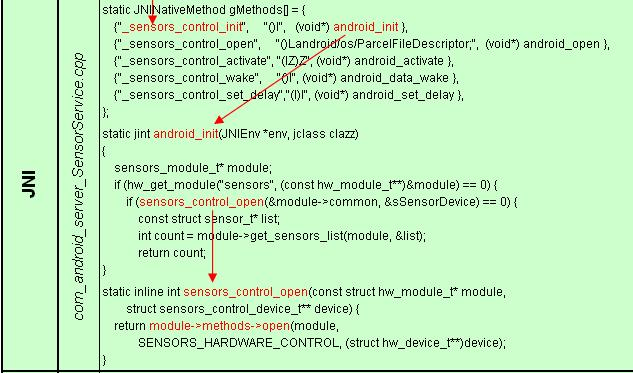 JNI
com_android_server_SensorService.cpp
static JNINativeMethod gMethods[] = {
{"_sensors_control_init", "()I", (void*) android_init },
{"_sensors_control_open", "()Landroid/os/ParcelFileDescriptor;", (void*) android_open },
{"_sensors_control_activate", "(IZ)Z", (void*) android_activate },
{"_sensors_control_wake", "()I", (void*) android_data_wake },
{"_sensors_control_set_delay","(I)I", (void*) android_set_delay },
};
static jint android_init(JNIEnv *env, jclass clazz)
{
sensors_module_t* module;
if (hw_get_module("sensors", (const hw_module_t**)&module) == 0) {
if (sensors_control_open(&module->common, &sSensorDevice) == 0) {
const struct sensor_t* list;
int count = module->get_sensors_list(module, &list);
return count;
}
static inline int sensors_control_open(const struct hw_module_t* module,
struct sensors_control_device_t** device) {
return module->methods->open(module,
SENSORS_HARDWARE_CONTROL, (struct hw_device_t**)device);
}